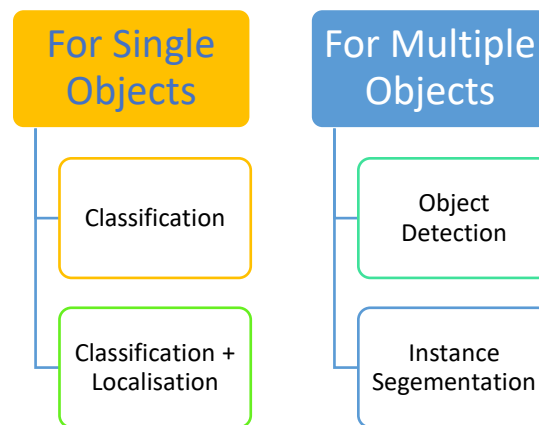 For Single
Objects
Classification
Classification +
Localisation
For Multiple
Objects
Object
Detection
Instance
Segementation